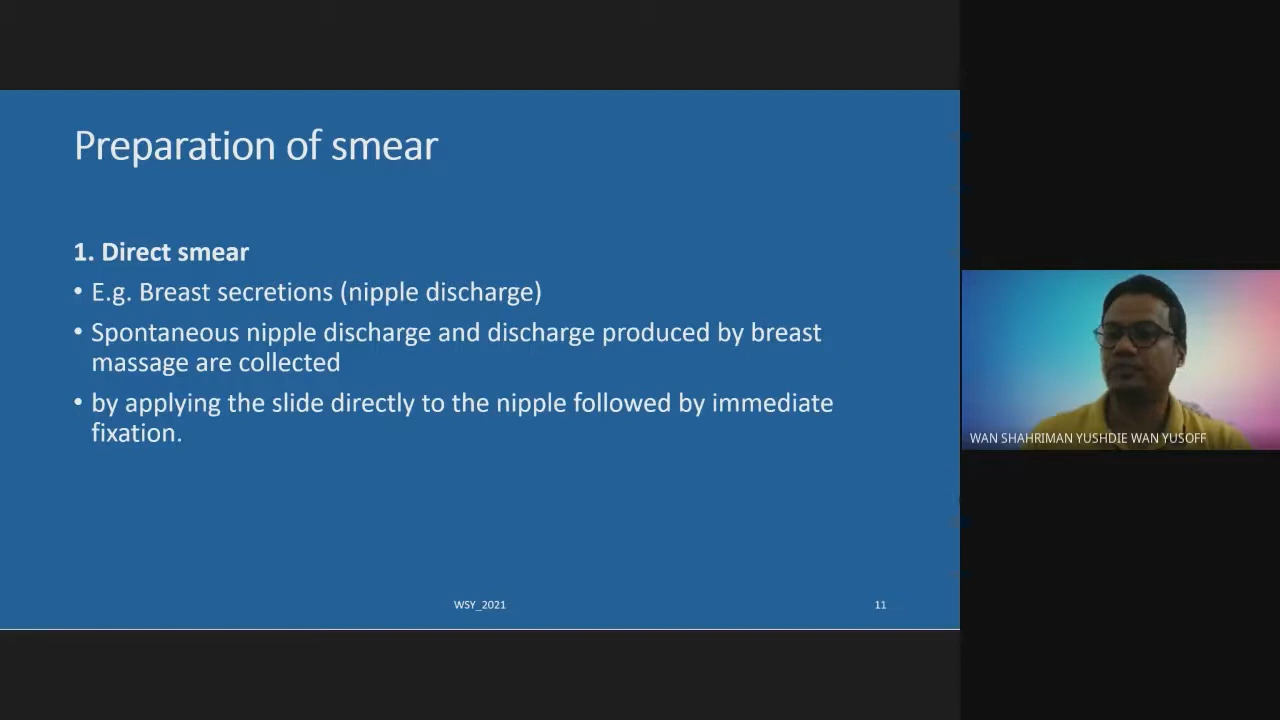 Preparation of smear
1. Direct smear
• E.g. Breast secretions (nipple discharge)
• Spontaneous nipple discharge and discharge produced by breast
massage are collected
• by applying the slide directly to the nipple followed by immediate
fixation.
WSY_2021
11
WAN SHAHRIMAN YUSHDIE WAN YUSOFF